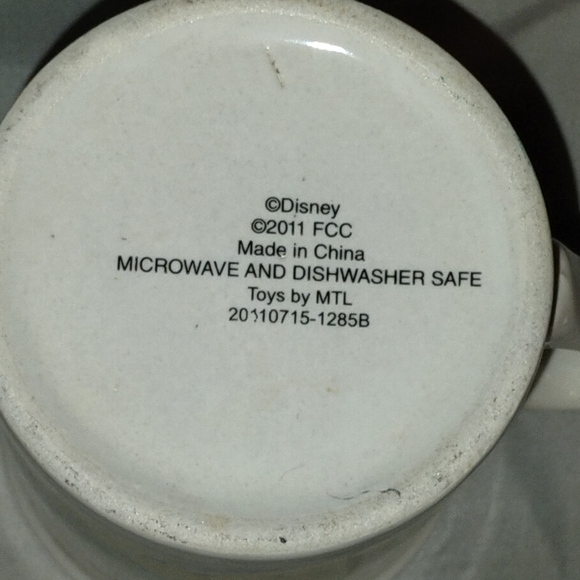 ©Disney
©2011 FCC
Made in China
MICROWAVE AND DISHWASHER SAFE
Toys by MTL
20110715-1285B